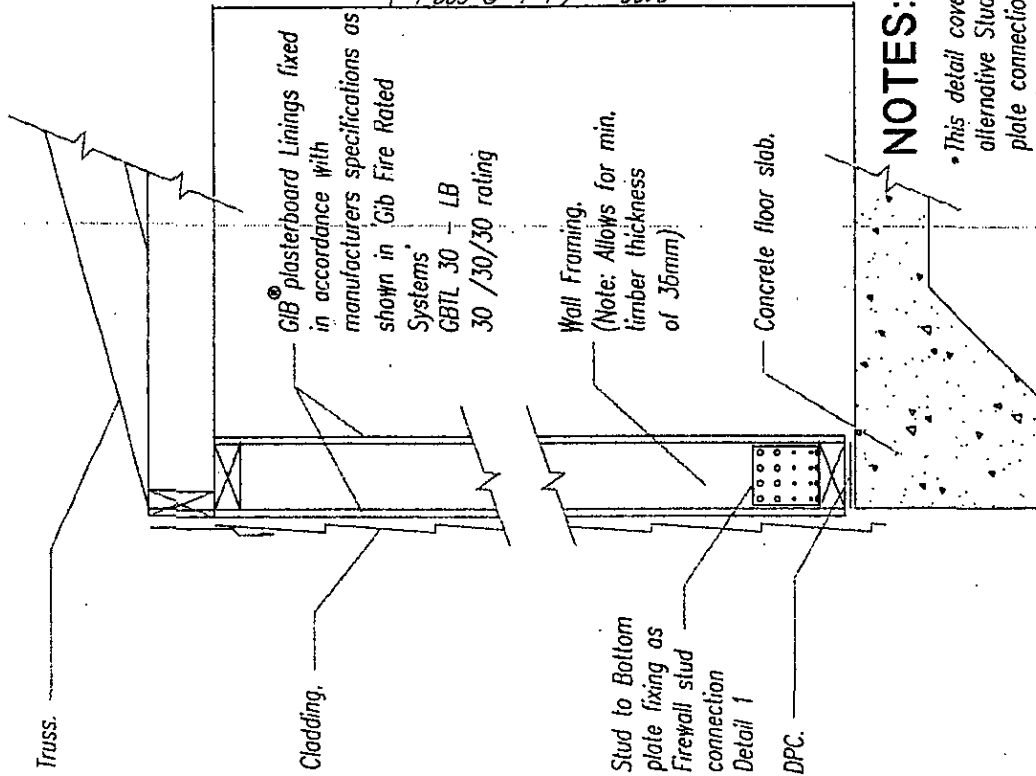 Truss.
Cladding.
Stud to Bottom
plate fixing as
Firewall stud
connection
Detail 1
DPC.
GIB® plasterboard Linings fixed
in accordance with
manufacturers specifications as
shown in 'Gib Fire Rated
Systems'
GBTL 30 - LB
30 /30/30 rating
Wall Framing.
(Note: Allows for min.
timber thickness
of 36mm)
Concrete floor slab.
NOTES:
• This detail cove
alternative Stud
plate connectio